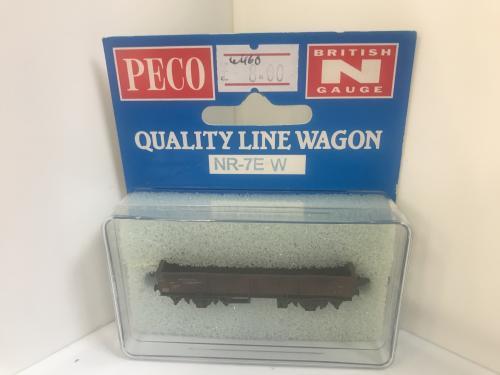 PECO
4460
£ 8.00
BRITISH
N
GAUGE
QUALITY LINE WAGON
NR-7E W